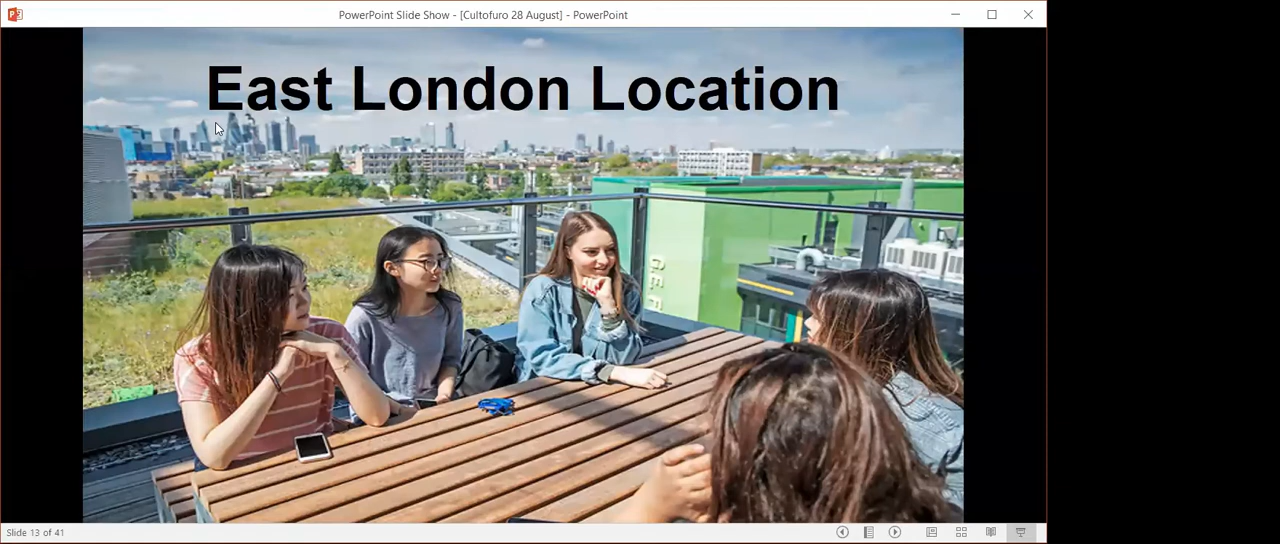 PowerPoint Slide Show - [Cultofuro 28 August] - PowerPoint
East London Location
Slide 13 of 41